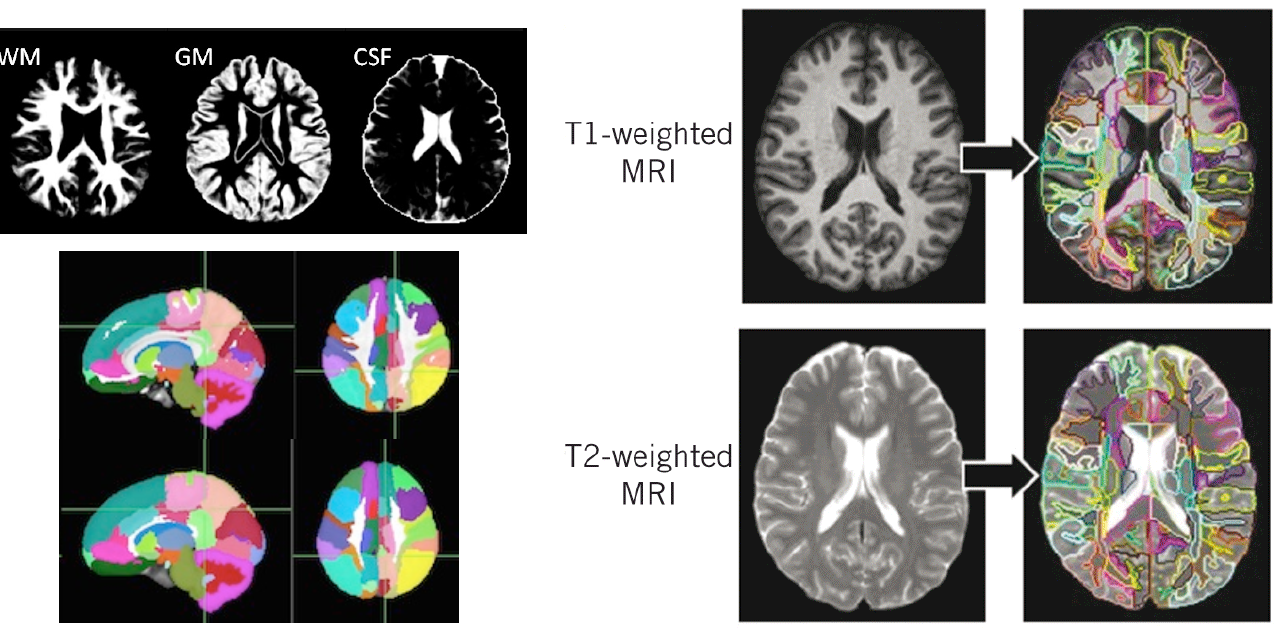 WM GM CSF
T1-weighted
MRI
T2-weighted
MRI